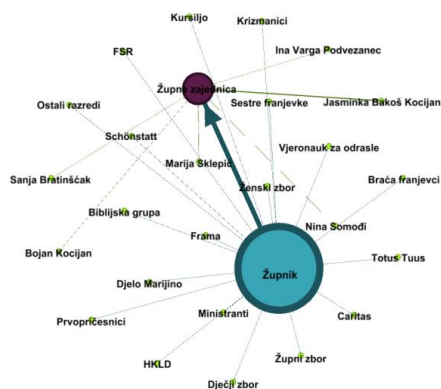 Kursiljo
Krizmanici
FSR
Ina Varga Podvezanec
Župna zajednica
Ostali razredi
Sestre franjevke
Jasminka Bakoš Kocijan
Schönstatt
Vjeronauk za odrasle
Marija Sklepić
Sanja Bratinšćak
Ženski zbor
Braća franjevci
Biblijska grupa
Nina Somođi
Frama
Bojan Kocijan
Totus Tuus
Župnik
Djelo Marijino
Prvopričesnici
Ministranti
Caritas
HKLD
Župni zbor
Dječji zbor